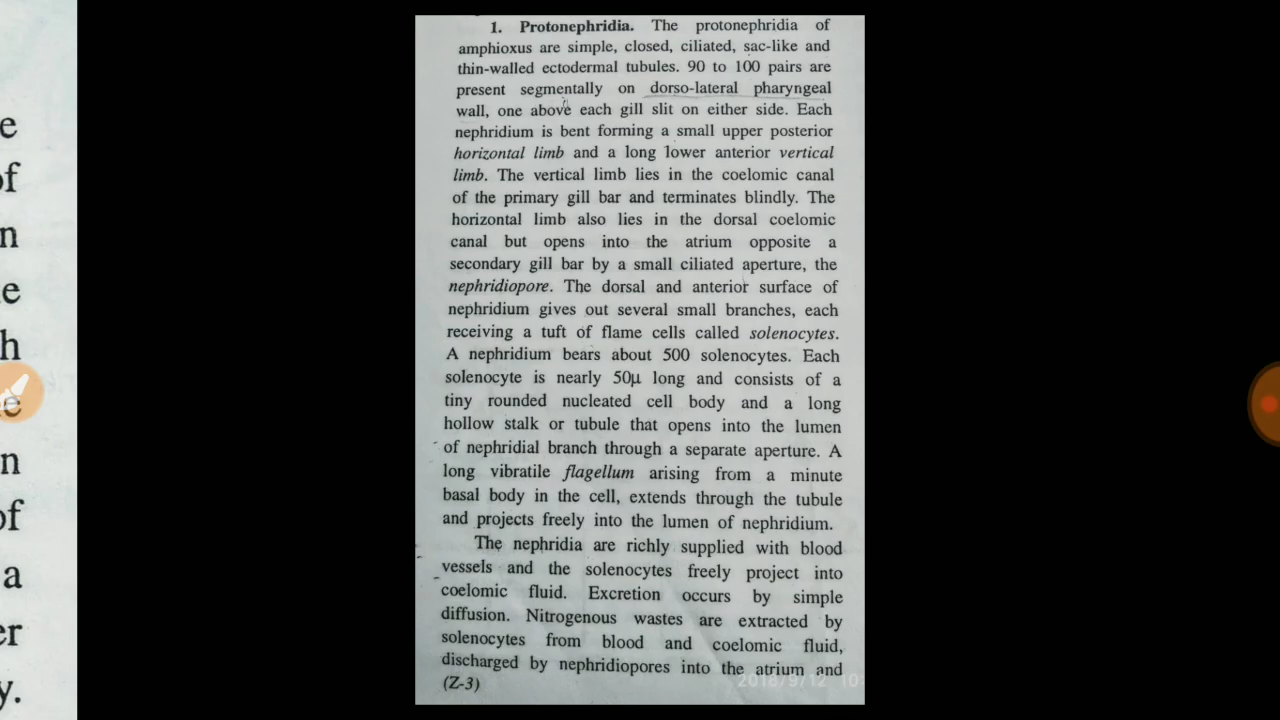 e
of
n
e
h
e
n
of
a
er
y.
1. Protonephridia. The protonephridia of
amphioxus are simple, closed, ciliated, sac-like and
thin-walled ectodermal tubules. 90 to 100 pairs are
present segmentally on dorso-lateral pharyngeal
wall, one above each gill slit on either side. Each
nephridium is bent forming a small upper posterior
horizontal limb and a long lower anterior vertical
limb. The vertical limb lies in the coelomic canal
of the primary gill bar and terminates blindly. The
horizontal limb also lies in the dorsal coelomic
canal but opens into the atrium opposite a
secondary gill bar by a small ciliated aperture, the
nephridiopore. The dorsal and anterior surface of
nephridium gives out several small branches, each
receiving a tuft of flame cells called solenocytes.
A nephridium bears about 500 solenocytes. Each
solenocyte is nearly 50µ long and consists of a
tiny rounded nucleated cell body and a long
hollow stalk or tubule that opens into the lumen
of nephridial branch through a separate aperture. A
long vibratile flagellum arising from a minute
basal body in the cell, extends through the tubule
and projects freely into the lumen of nephridium.
The nephridia are richly supplied with blood
vessels and the solenocytes freely project into
coelomic fluid. Excretion occurs by simple
diffusion. Nitrogenous wastes are extracted by
solenocytes from blood and coelomic fluid,
discharged by nephridiopores into the atrium and
(Z-3)
2018/9/12 10: